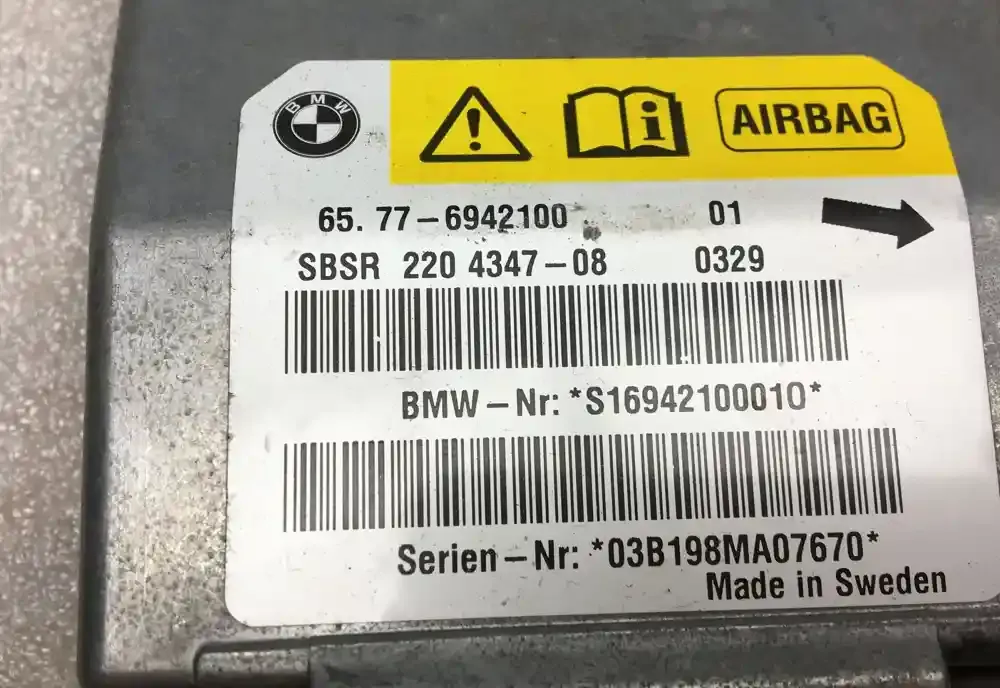 BMW
AIRBAG
65. 77-6942100 01
SBSR 220 4347-08 0329
BMW-Nr: *S1694210001O*
Serien-Nr: *03B198MA07670*
Made in Sweden